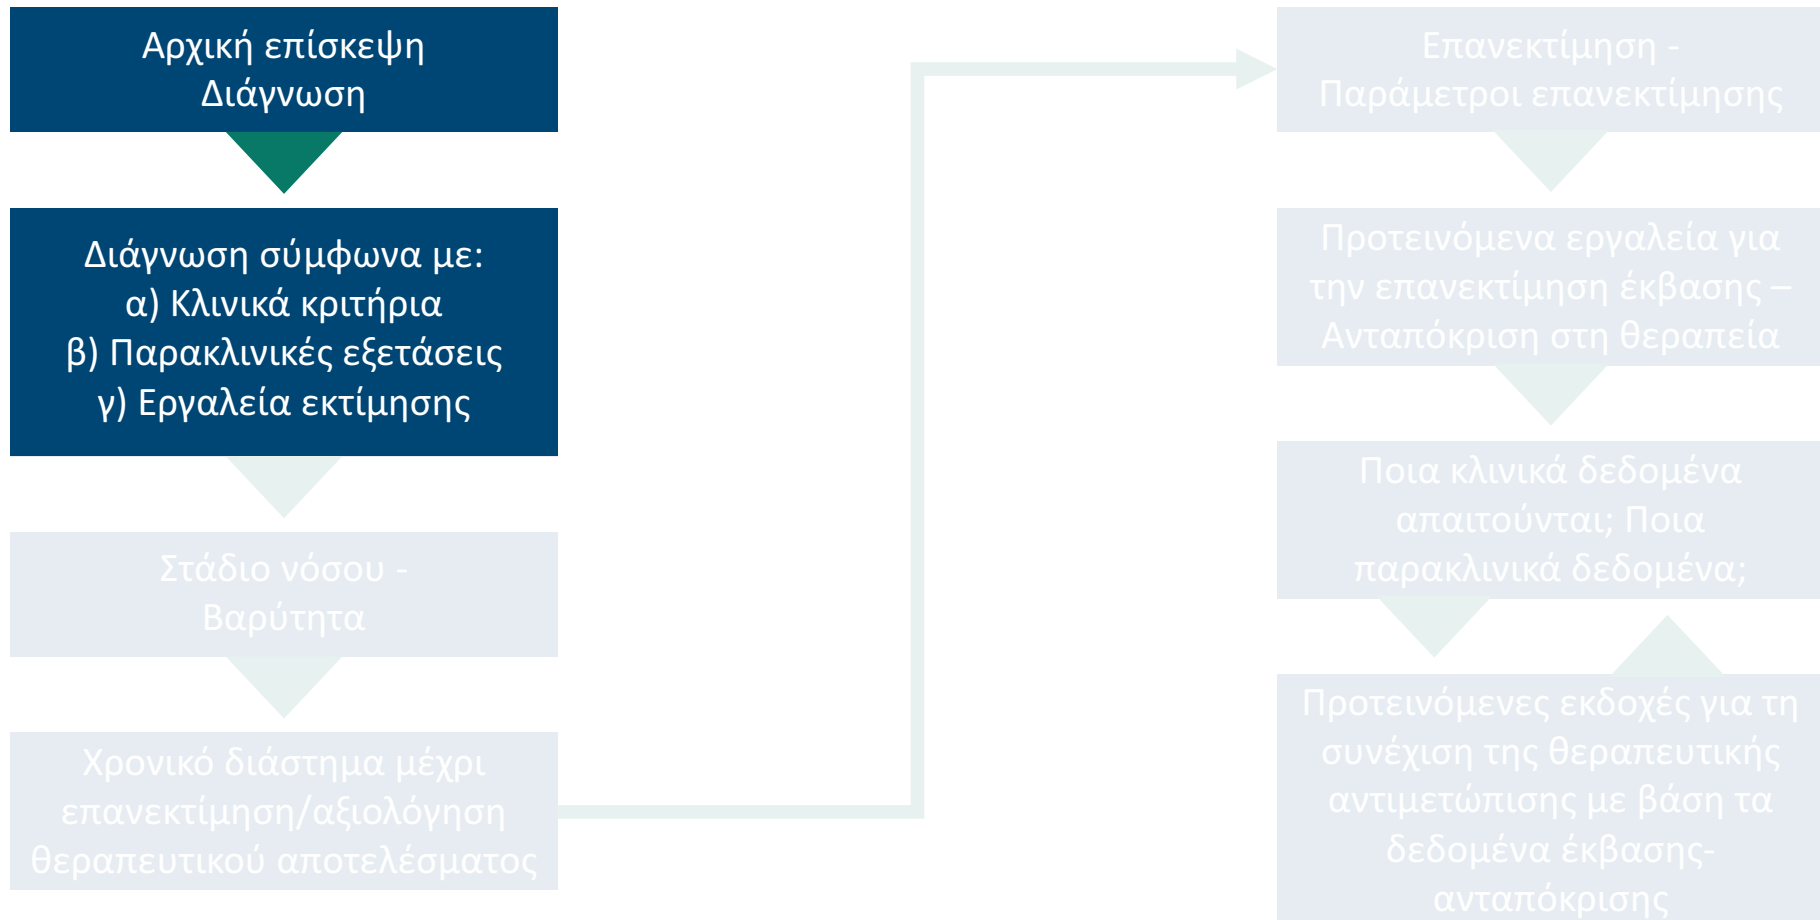 Αρχική επίσκεψη
Διάγνωση
Διάγνωση σύμφωνα με:
α) Κλινικά κριτήρια
β) Παρακλινικές εξετάσεις
γ) Εργαλεία εκτίμησης
Στάδιο νόσου -
Βαρύτητα
Χρονικό διάστημα μέχρι
επανεκτίμηση/αξιολόγηση
θεραπευτικού αποτελέσματος
Επανεκτίμηση -
Παράμετροι επανεκτίμησης
Προτεινόμενα εργαλεία για
την επανεκτίμηση έκβασης –
Ανταπόκριση στη θεραπεία
Ποια κλινικά δεδομένα
απαιτούνται; Ποια
παρακλινικά δεδομένα;
Προτεινόμενες εκδοχές για τη
συνέχιση της θεραπευτικής
αντιμετώπισης με βάση τα
δεδομένα έκβασης-
ανταπόκρισης